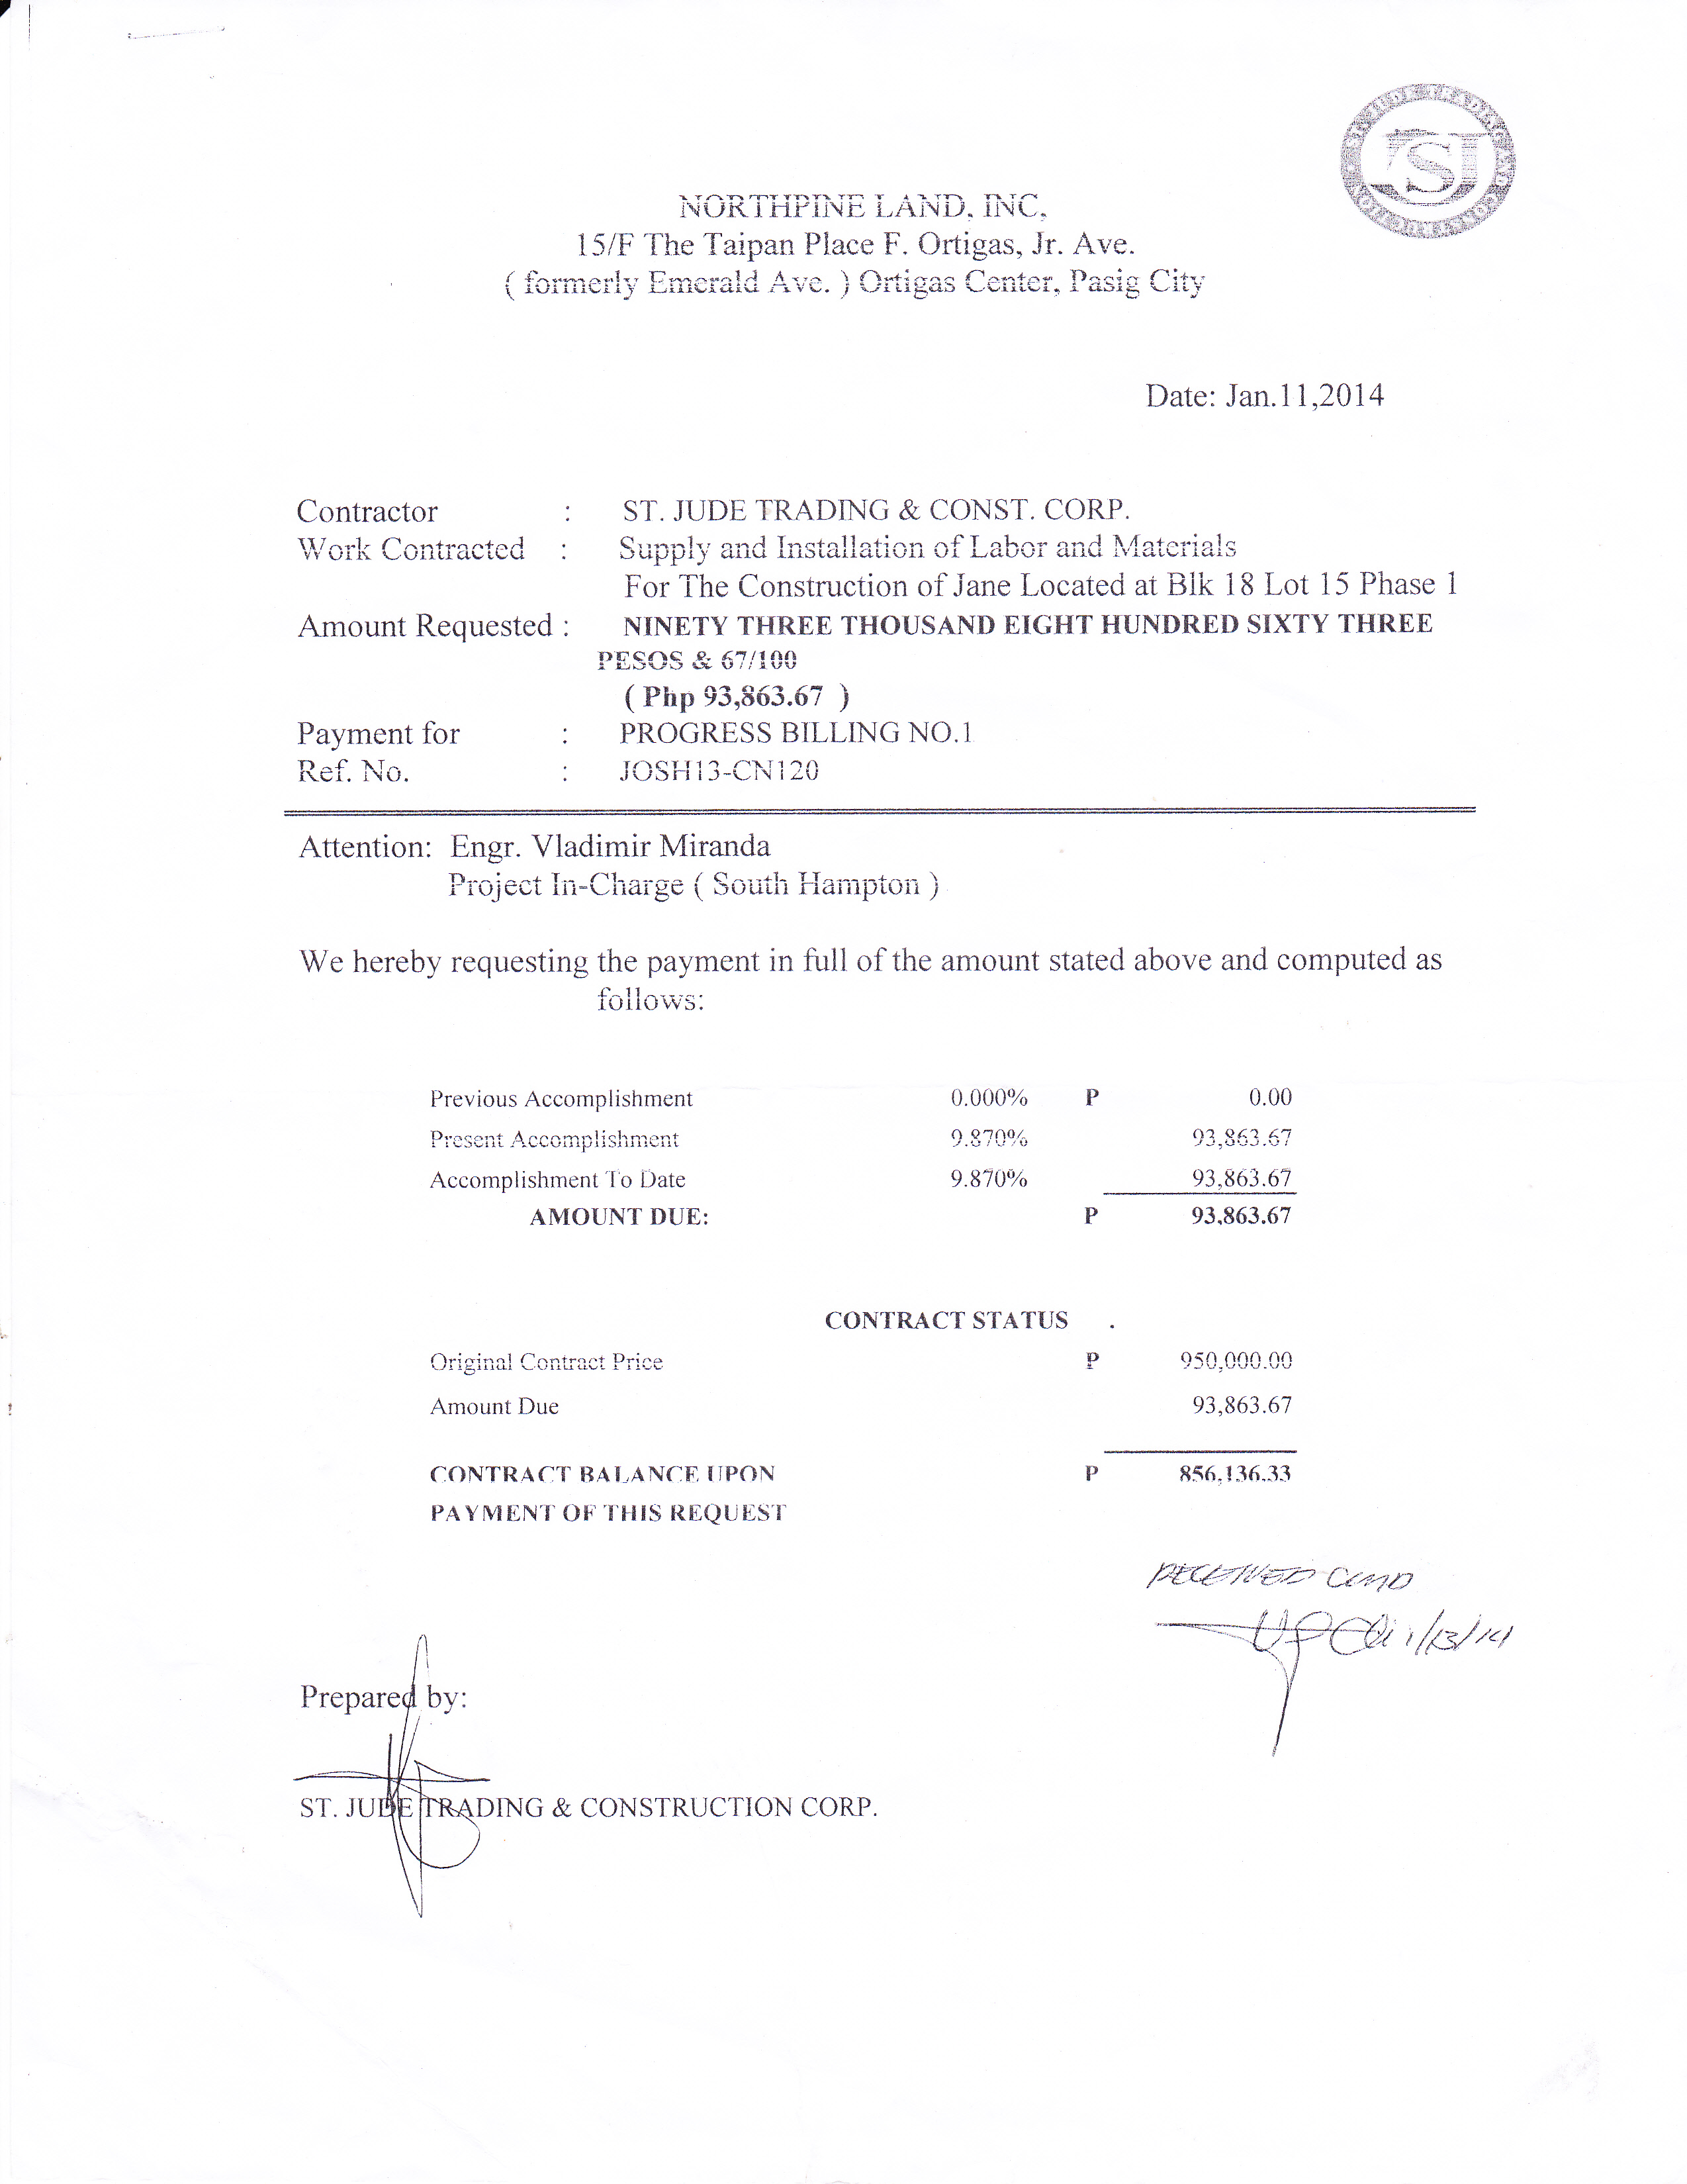 NORTHPINE LAND, INC.
15/F The Taipan Place F. Ortigas, Jr. Ave.
( formerly Emerald Ave. ) Ortigas Center, Pasig City
Date: Jan.11,2014
Contractor : ST. JUDE TRADING & CONST. CORP.
Work Contracted : Supply and Installation of Labor and Materials
For The Construction of Jane Located at Blk 18 Lot 15 Phase 1
Amount Requested : NINETY THREE THOUSAND EIGHT HUNDRED SIXTY THREE
PESOS & 67/100
( Php 93,863.67 )
Payment for : PROGRESS BILLING NO.1
Ref. No. : JOSH13-CN120
Attention: Engr. Vladimir Miranda
Project In-Charge ( South Hampton )
We hereby requesting the payment in full of the amount stated above and computed as
follows:
Previous Accomplishment 0.000% P 0.00
Present Accomplishment 9.870% 93,863.67
Accomplishment To Date 9.870% 93,863.67
AMOUNT DUE: P 93,863.67
CONTRACT STATUS .
Original Contract Price P 950,000.00
Amount Due 93,863.67
CONTRACT BALANCE UPON P 856,136.33
PAYMENT OF THIS REQUEST
RECEIVED
1/13/14
Prepared by:
ST. JUDE TRADING & CONSTRUCTION CORP.